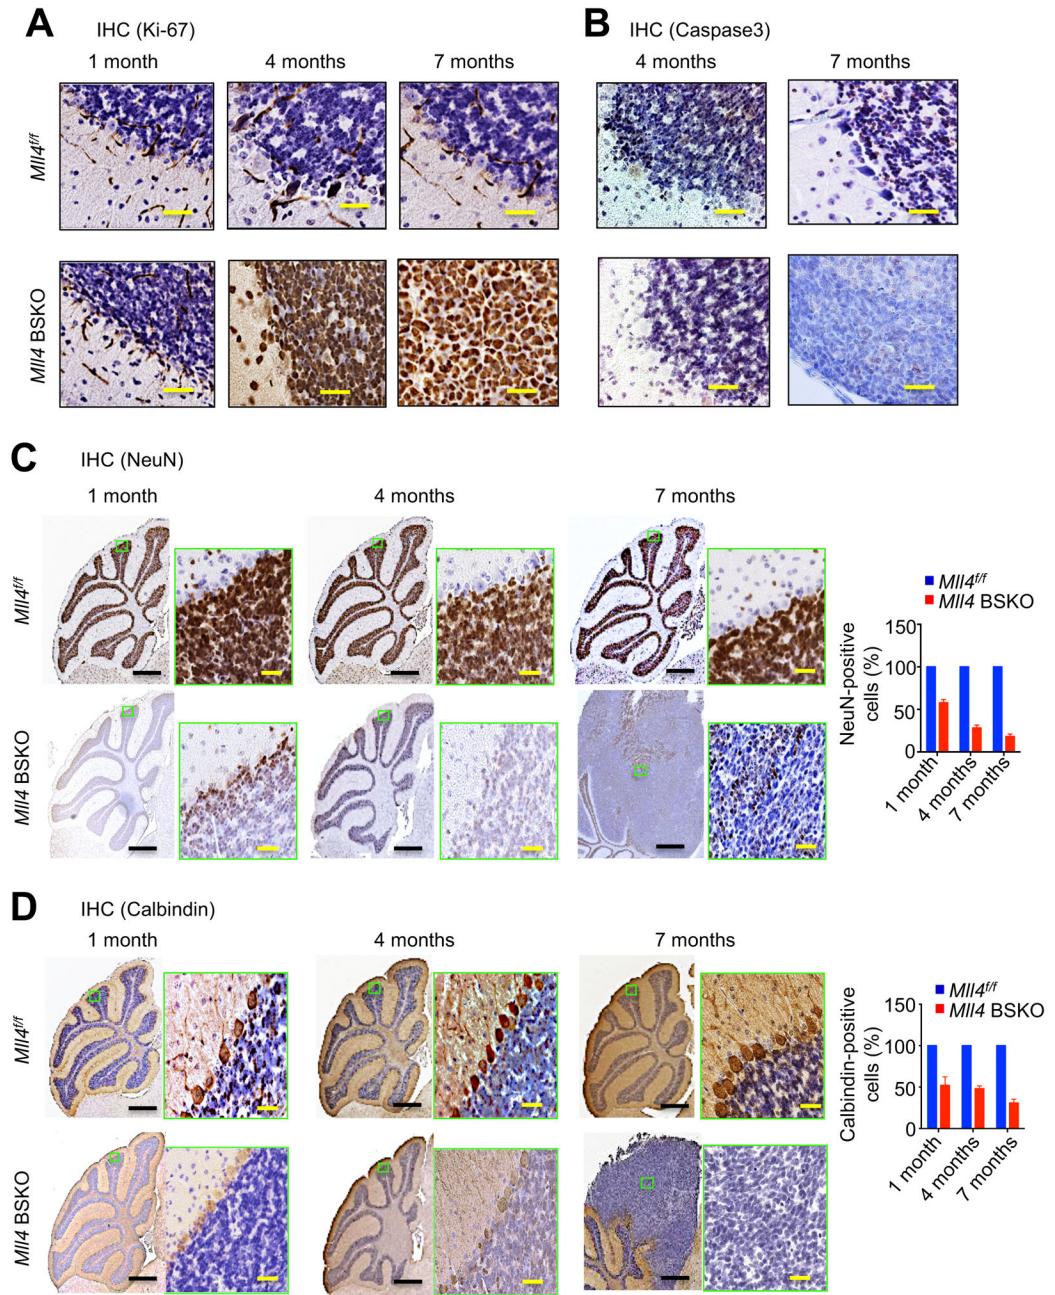 A IHC (Ki-67)
1 month 4 months 7 months
Mll4f/f
Mll4 BSKO
B IHC (Caspase3)
4 months 7 months
C IHC (NeuN)
1 month 4 months 7 months
Mll4f/f
Mll4 BSKO
Mll4f/f
Mll4 BSKO
NeuN-positive
cells (%)
150
100
50
0
1 month
4 months
7 months
D IHC (Calbindin)
1 month 4 months 7 months
Mll4f/f
Mll4 BSKO
Mll4f/f
Mll4 BSKO
Calbindin-positive
cells (%)
150
100
50
0
1 month
4 months
7 months